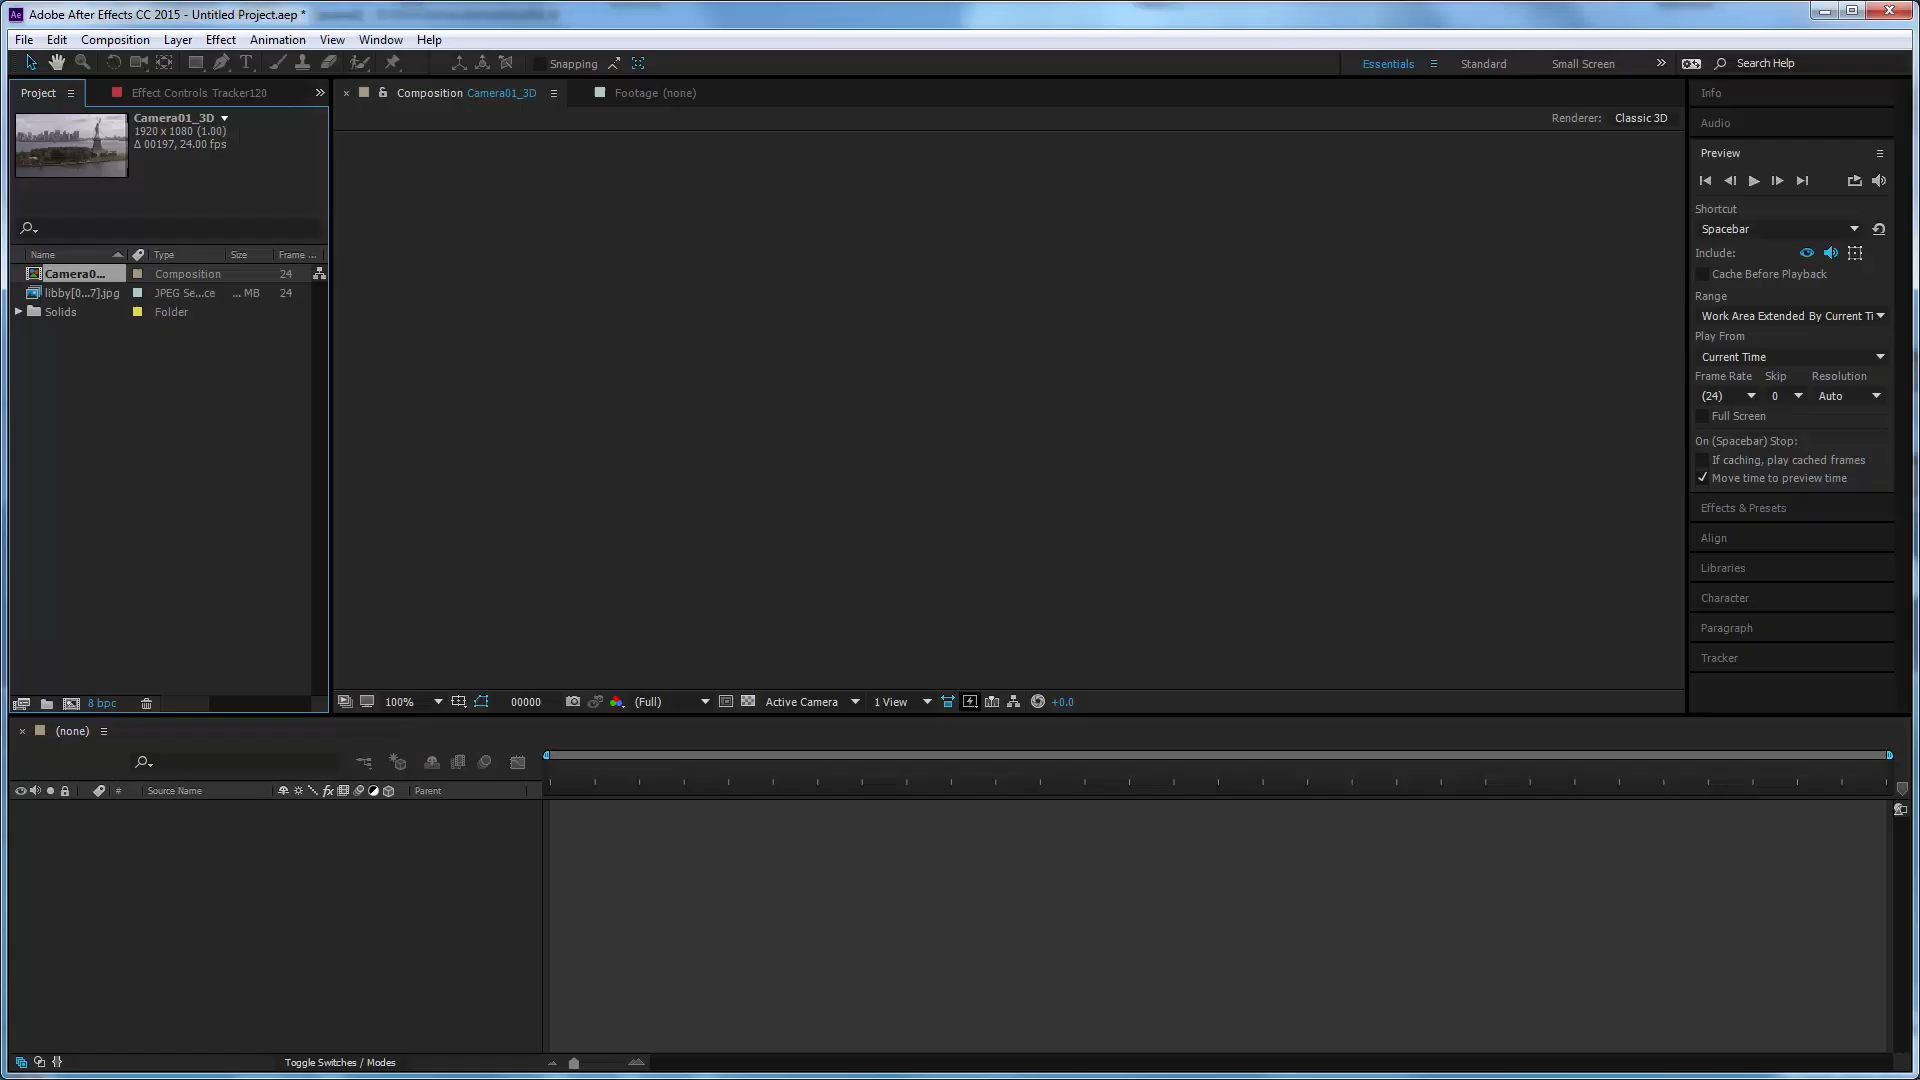 Adobe After Effects CC 2015 - Untitled Project.aep *
File Edit Composition Layer Effect Animation View Window Help
Snapping
Essentials Standard Small Screen Search Help
Project Effect Controls Tracker120
Composition Camera01_3D Footage (none)
Camera01_3D
1920 x 1080 (1.00)
Δ 00197, 24.00 fps
Renderer: Classic 3D
Name Type Size Frame ...
Camera0... Composition 24
libby[0...7].jpg JPEG Se...ce ... MB 24
Solids Folder
8 bpc
100% 00000 (Full) Active Camera 1 View +0.0
Info
Audio
Preview
Shortcut
Spacebar
Include:
Cache Before Playback
Range
Work Area Extended By Current Ti
Play From
Current Time
Frame Rate Skip Resolution
(24) 0 Auto
Full Screen
On (Spacebar) Stop:
If caching, play cached frames
Move time to preview time
Effects & Presets
Align
Libraries
Character
Paragraph
Tracker
(none)
# Source Name fx Parent
Toggle Switches / Modes